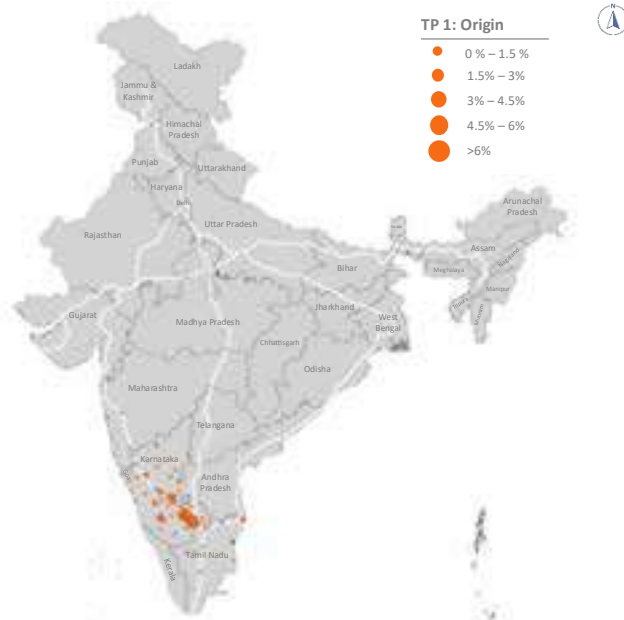 TP 1: Origin
N
0 % – 1.5 %
1.5% – 3%
3% – 4.5%
4.5% – 6%
>6%
Ladakh
Jammu &
Kashmir
Himachal
Pradesh
Punjab
Uttarakhand
Haryana
Delhi
Arunachal
Pradesh
Rajasthan
Uttar Pradesh
Assam
Nagaland
Bihar
Meghalaya
Manipur
Jharkhand
Tripura
Mizoram
Gujarat
Madhya Pradesh
West
Bengal
Chhattisgarh
Odisha
Maharashtra
Telangana
Karnataka
Goa
Andhra
Pradesh
Tamil Nadu
Kerala